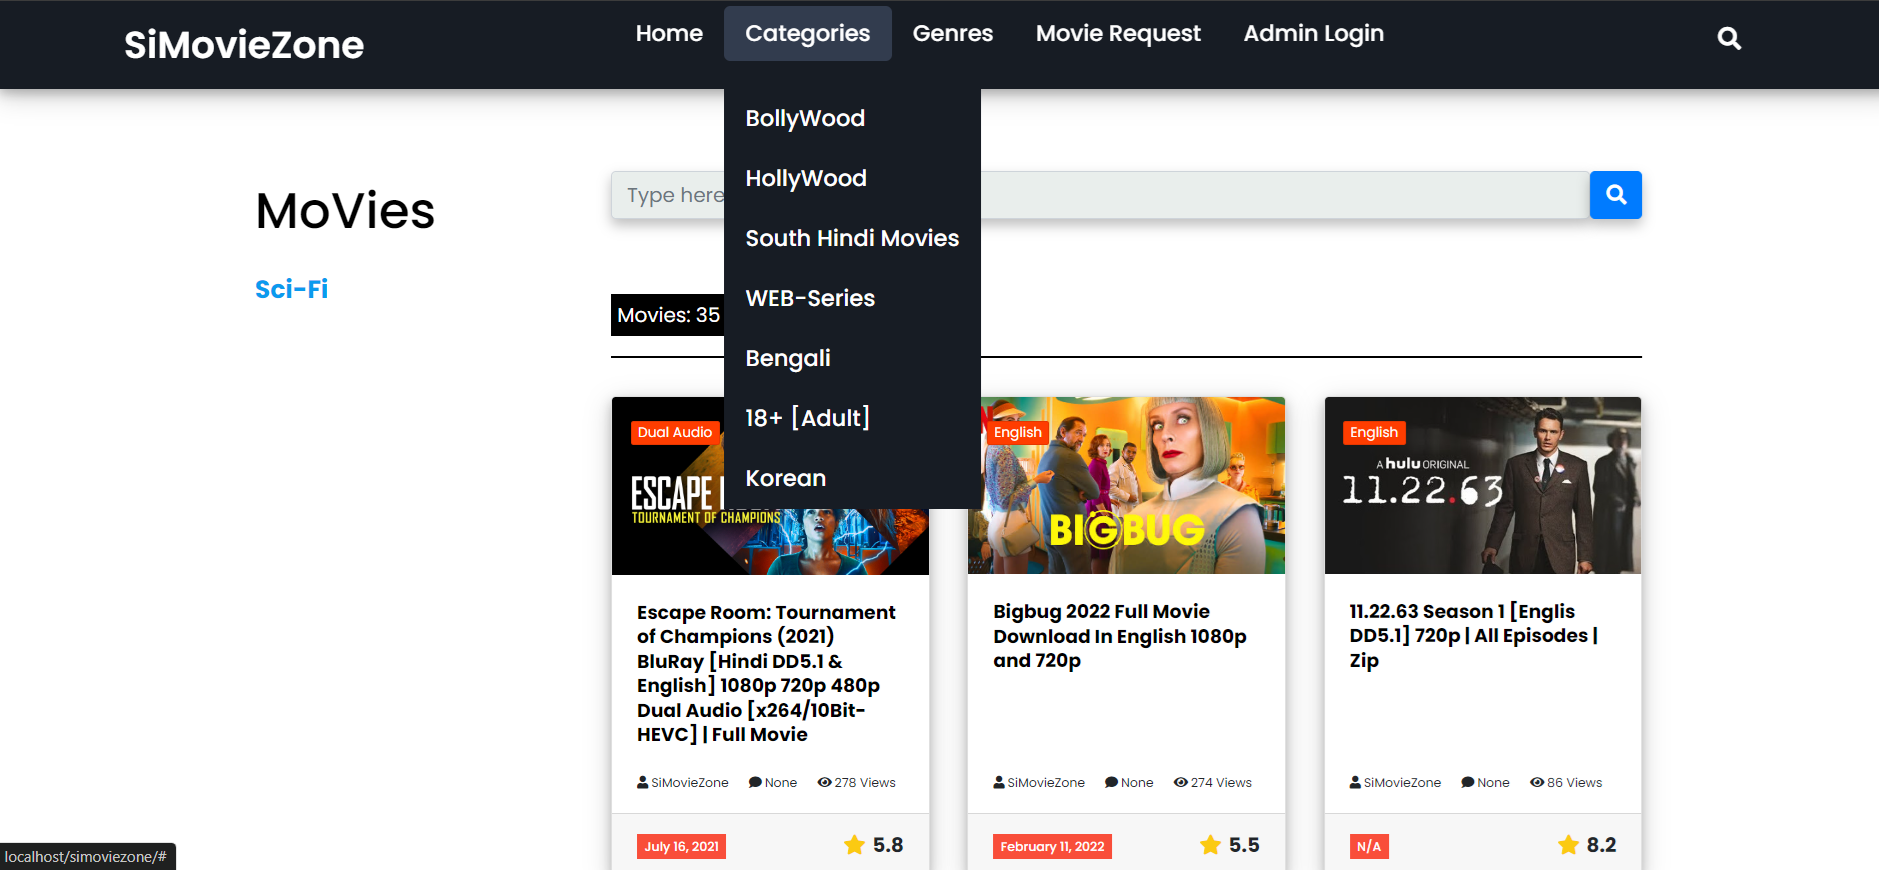 SiMovieZone
Home Categories Genres Movie Request Admin Login
BollyWood
HollyWood
South Hindi Movies
WEB-Series
Bengali
18+ [Adult]
Korean
MoVies
Sci-Fi
Type here
Movies: 35
Dual Audio
ESCAPE
TOURNAMENT OF CHAMPIONS
Escape Room: Tournament
of Champions (2021)
BluRay [Hindi DD5.1 &
English] 1080p 720p 480p
Dual Audio [x264/10Bit-
HEVC] | Full Movie
SiMovieZone None 278 Views
July 16, 2021 5.8
English
BIGBUG
Bigbug 2022 Full Movie
Download In English 1080p
and 720p
SiMovieZone None 274 Views
February 11, 2022 5.5
English
A hulu ORIGINAL
11.22.63
11.22.63 Season 1 [Englis
DD5.1] 720p | All Episodes |
Zip
SiMovieZone None 86 Views
N/A 8.2
localhost/simoviezone/#